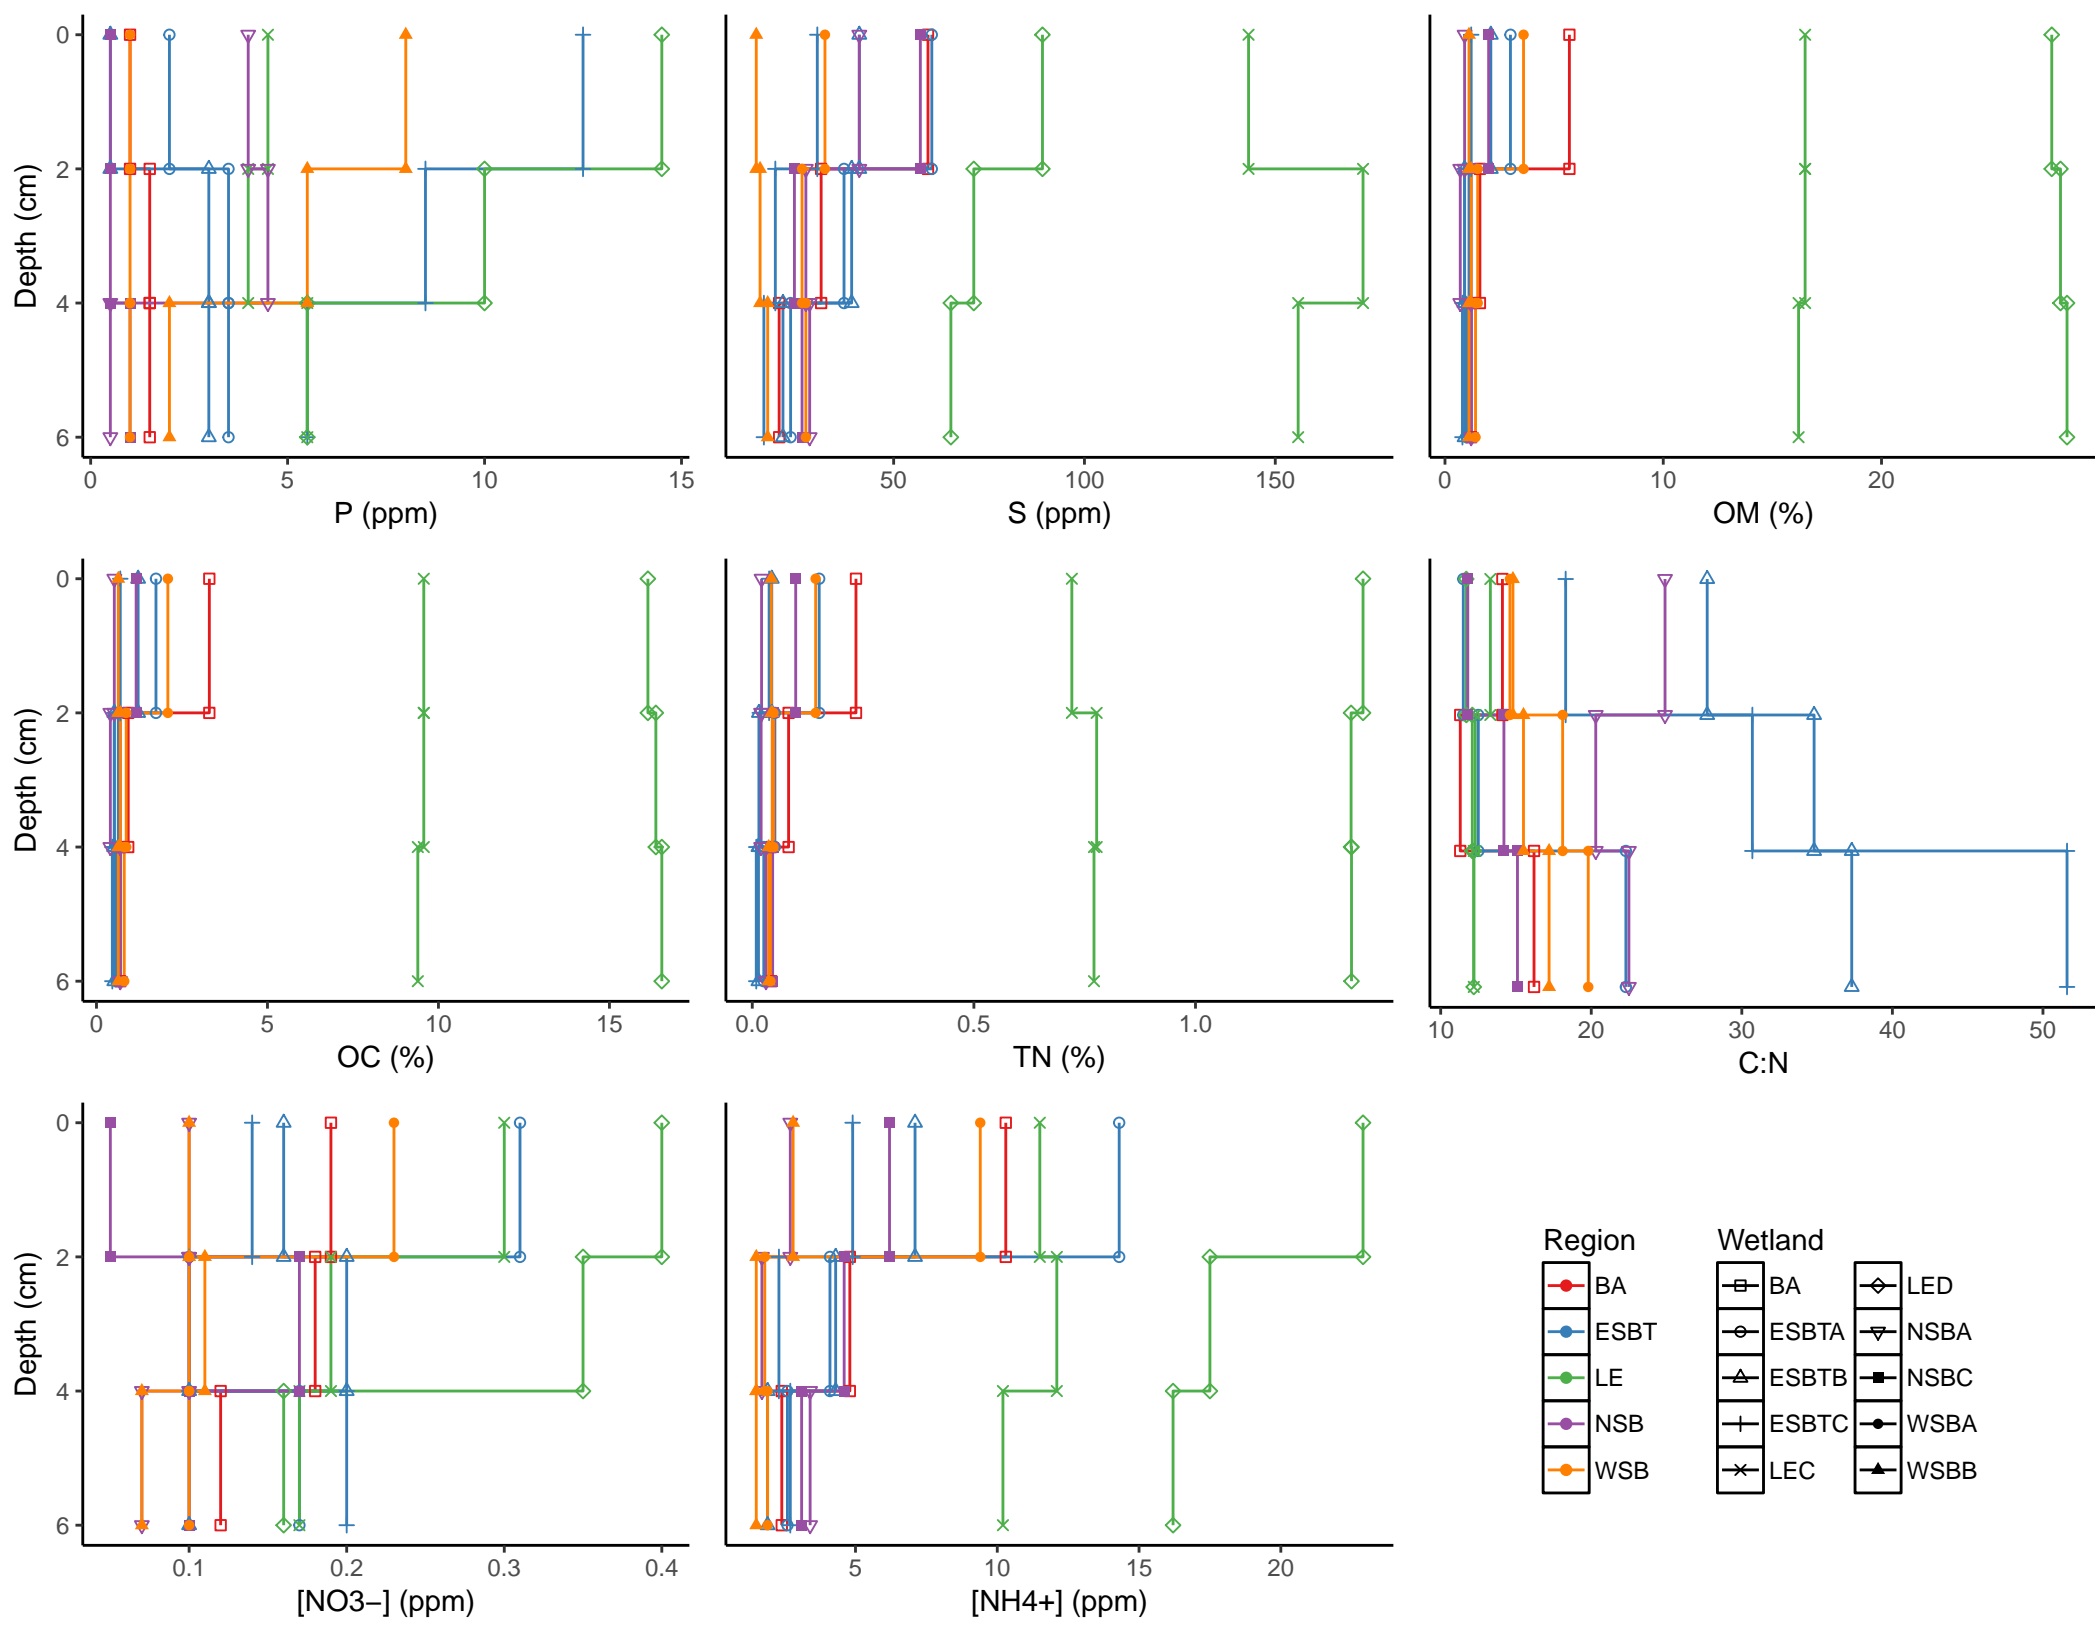 0
2
4
6
Depth (cm)
0 5 10 15
P (ppm)
50 100 150
S (ppm)
0 10 20
OM (%)
0
2
4
6
Depth (cm)
0 5 10 15
OC (%)
0.0 0.5 1.0
TN (%)
10 20 30 40 50
C:N
0
2
4
6
Depth (cm)
0.1 0.2 0.3 0.4
[NO3−] (ppm)
5 10 15 20
[NH4+] (ppm)
Region
BA
ESBT
LE
NSB
WSB
Wetland
BA
ESBTA
ESBTB
ESBTC
LEC
LED
NSBA
NSBC
WSBA
WSBB